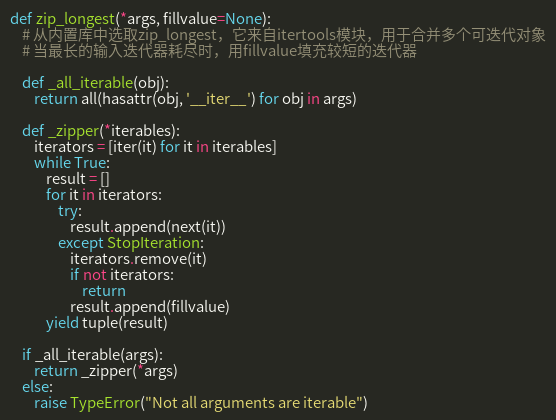 def zip_longest(*args, fillvalue=None):
    # 从内置库中选取zip_longest，它来自itertools模块，用于合并多个可迭代对象
    # 当最长的输入迭代器耗尽时，用fillvalue填充较短的迭代器

    def _all_iterable(obj):
        return all(hasattr(obj, '__iter__') for obj in args)

    def _zipper(*iterables):
        iterators = [iter(it) for it in iterables]
        while True:
            result = []
            for it in iterators:
                try:
                    result.append(next(it))
                except StopIteration:
                    iterators.remove(it)
                    if not iterators:
                        return
                    result.append(fillvalue)
            yield tuple(result)

    if _all_iterable(args):
        return _zipper(*args)
    else:
        raise TypeError("Not all arguments are iterable")